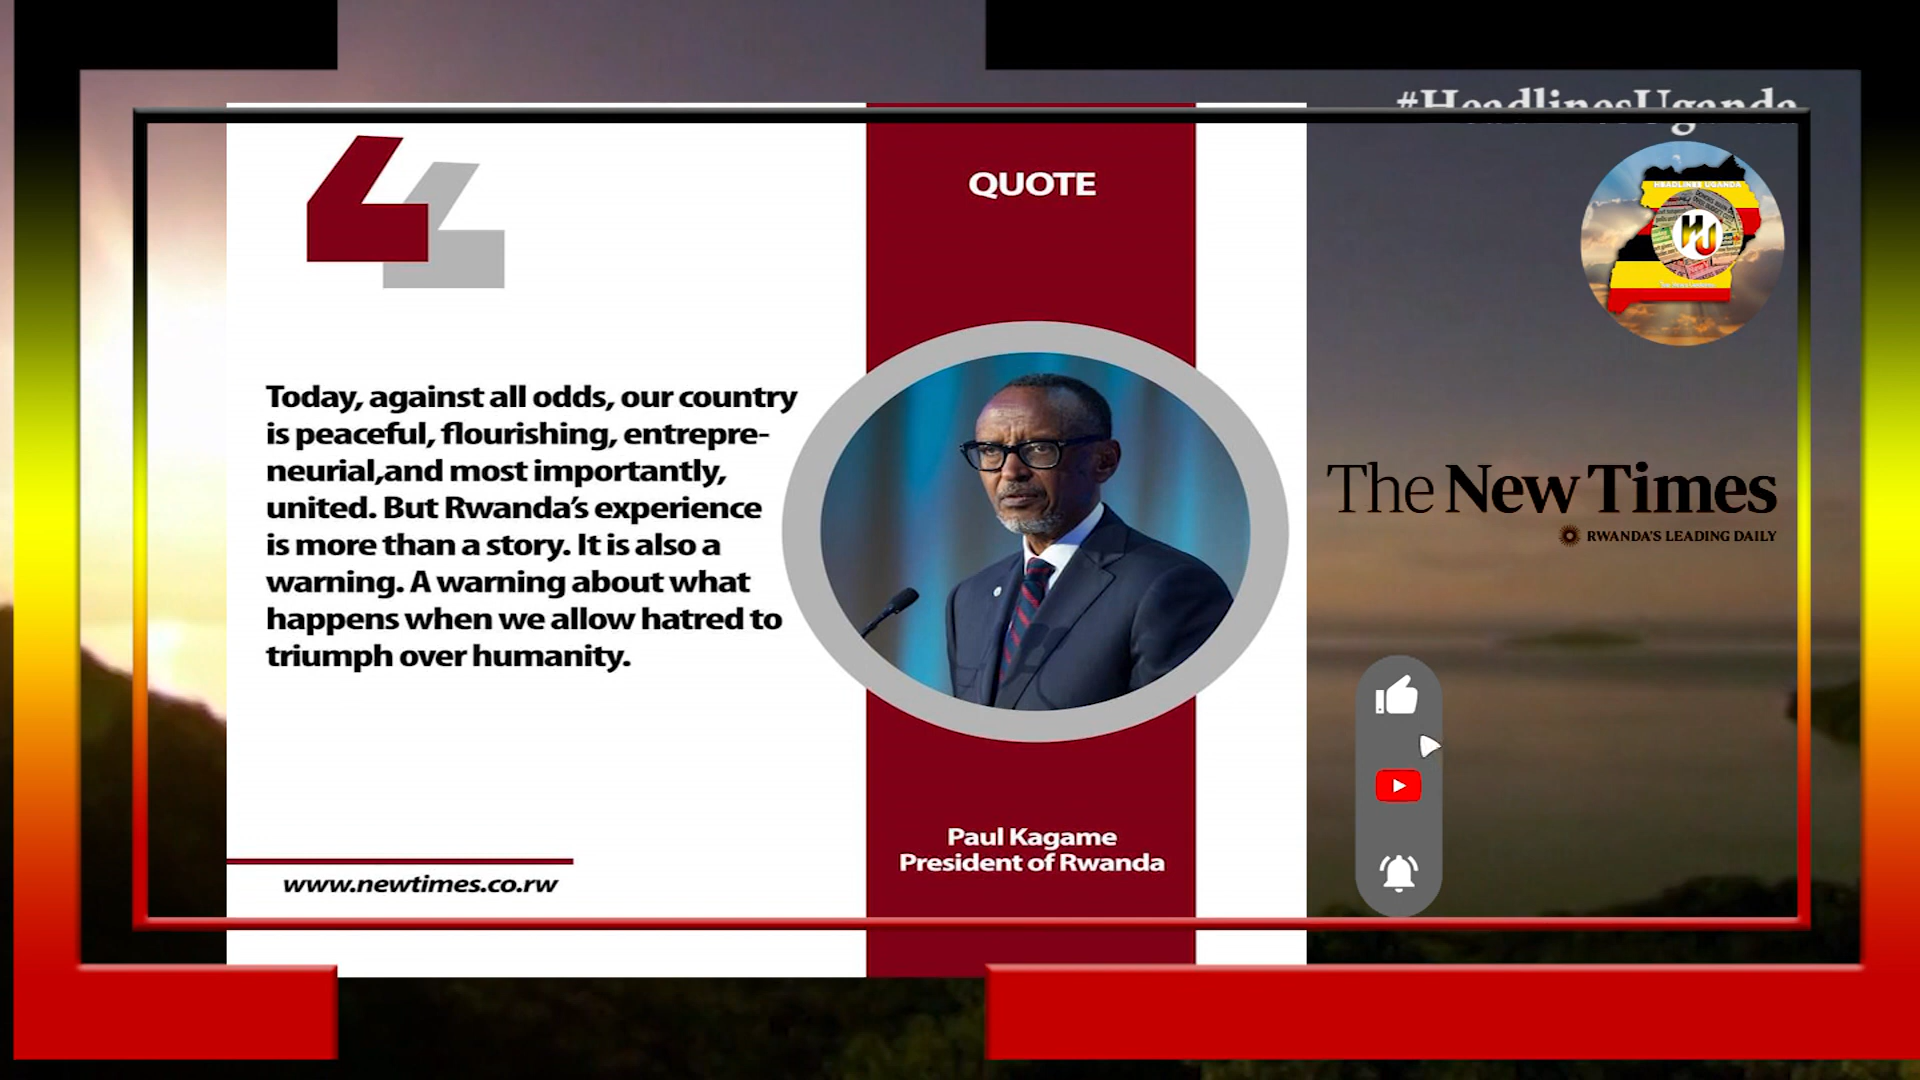 #HeadlinesUganda
HEADLINES UGANDA
HU
QUOTE
Today, against all odds, our country
is peaceful, flourishing, entrepre-
neurial,and most importantly,
united. But Rwanda's experience
is more than a story. It is also a
warning. A warning about what
happens when we allow hatred to
triumph over humanity.
The New Times
RWANDA'S LEADING DAILY
Paul Kagame
President of Rwanda
www.newtimes.co.rw